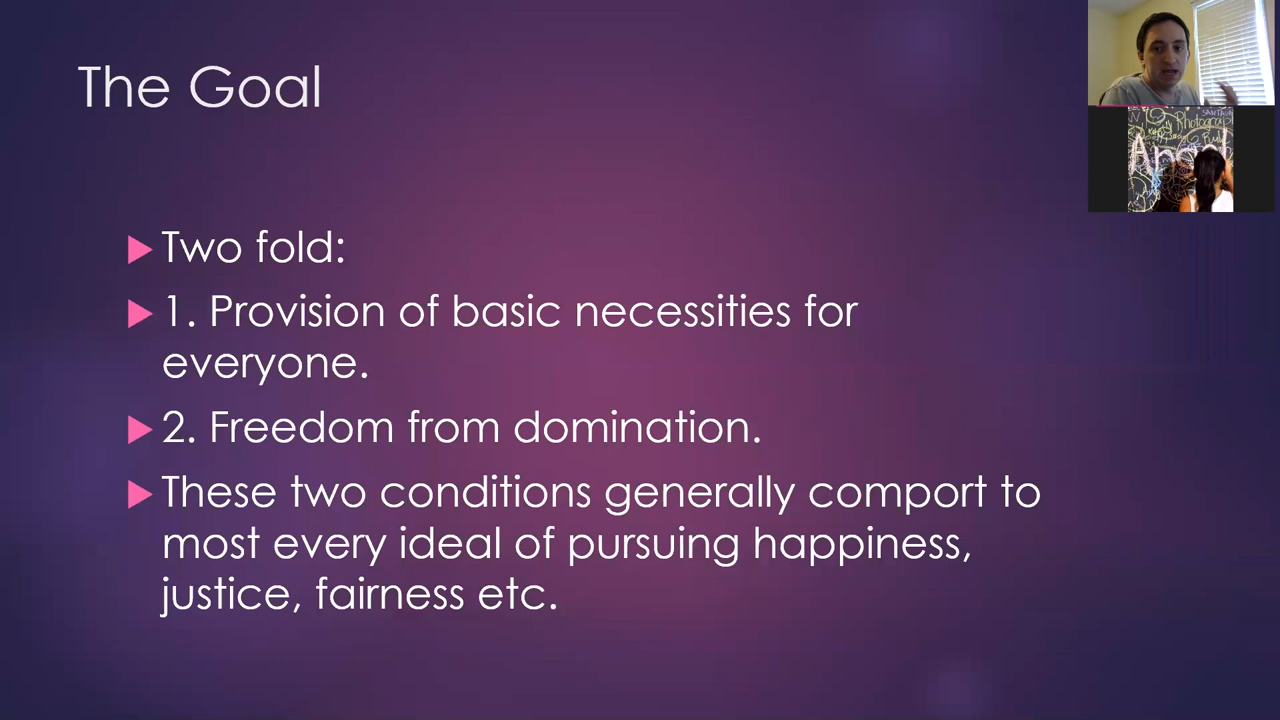 The Goal
Two fold:
1. Provision of basic necessities for
everyone.
2. Freedom from domination.
These two conditions generally comport to
most every ideal of pursuing happiness,
justice, fairness etc.
Photograph